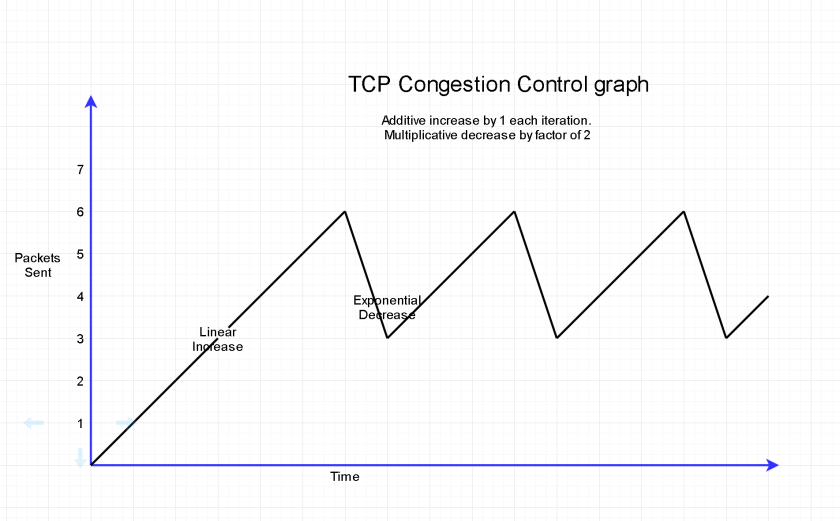 TCP Congestion Control graph
Additive increase by 1 each iteration.
Multiplicative decrease by factor of 2
7
6
5
Packets
Sent
4
Exponential
Decrease
3
Linear
Increase
2
1
Time